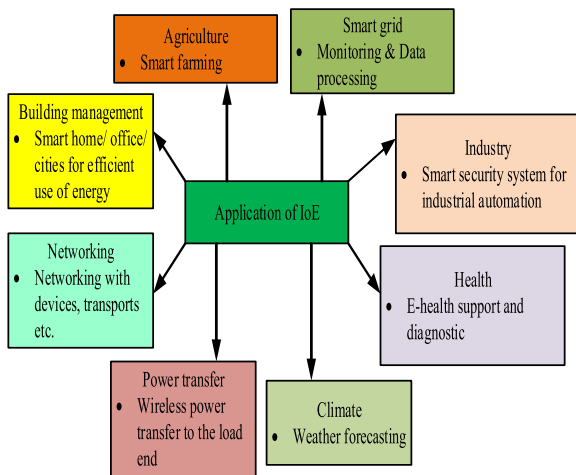 Agriculture
• Smart farming
Smart grid
• Monitoring & Data
processing
Building management
• Smart home/ office/
cities for efficient
use of energy
Industry
• Smart security system for
industrial automation
Application of IoE
Networking
• Networking with
devices, transports
etc.
Health
• E-health support and
diagnostic
Power transfer
• Wireless power
transfer to the load
end
Climate
• Weather forecasting